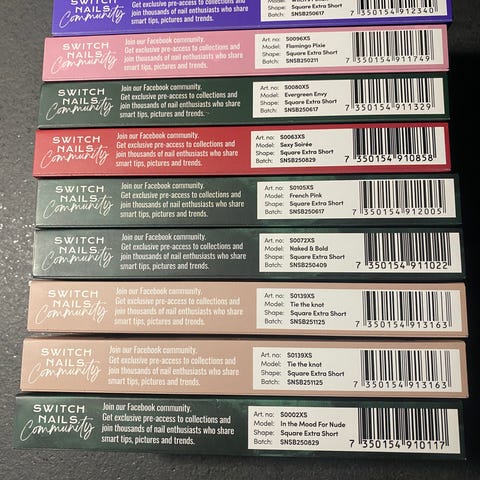 SWITCH
NAILS
Community
join thousands of nail enthusiasts who share
smart tips, pictures and trends.
Shape: Square Extra Short
Batch: SNSB250617
7 350154 912340
SWITCH
NAILS
Community
Join our Facebook community.
Get exclusive pre-access to collections and
join thousands of nail enthusiasts who share
smart tips, pictures and trends.
Art. no: S0096XS
Model: Flamingo Pixie
Shape: Square Extra Short
Batch: SNSB250211
7 350154 911749
SWITCH
NAILS
Community
Join our Facebook community.
Get exclusive pre-access to collections and
join thousands of nail enthusiasts who share
smart tips, pictures and trends.
Art. no: S0080XS
Model: Evergreen Envy
Shape: Square Extra Short
Batch: SNSB250617
7 350154 911329
SWITCH
NAILS
Community
Join our Facebook community.
Get exclusive pre-access to collections and
join thousands of nail enthusiasts who share
smart tips, pictures and trends.
Art. no: S0063XS
Model: Sexy Soirée
Shape: Square Extra Short
Batch: SNSB250829
7 350154 910858
SWITCH
NAILS
Community
Join our Facebook community.
Get exclusive pre-access to collections and
join thousands of nail enthusiasts who share
smart tips, pictures and trends.
Art. no: S0105XS
Model: French Pink
Shape: Square Extra Short
Batch: SNSB250617
7 350154 912005
SWITCH
NAILS
Community
Join our Facebook community.
Get exclusive pre-access to collections and
join thousands of nail enthusiasts who share
smart tips, pictures and trends.
Art. no: S0072XS
Model: Naked & Bold
Shape: Square Extra Short
Batch: SNSB250409
7 350154 911022
SWITCH
NAILS
Community
Join our Facebook community.
Get exclusive pre-access to collections and
join thousands of nail enthusiasts who share
smart tips, pictures and trends.
Art. no: S0139XS
Model: Tie the knot
Shape: Square Extra Short
Batch: SNSB251125
7 350154 913163
SWITCH
NAILS
Community
Join our Facebook community.
Get exclusive pre-access to collections and
join thousands of nail enthusiasts who share
smart tips, pictures and trends.
Art. no: S0139XS
Model: Tie the knot
Shape: Square Extra Short
Batch: SNSB251125
7 350154 913163
SWITCH
NAILS
Community
Join our Facebook community.
Get exclusive pre-access to collections and
join thousands of nail enthusiasts who share
smart tips, pictures and trends.
Art. no: S0002XS
Model: In the Mood For Nude
Shape: Square Extra Short
Batch: SNSB250829
7 350154 910117